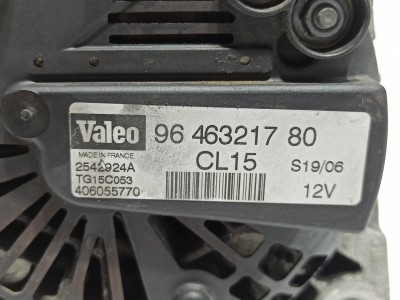 Valeo 96 463217 80
MADE IN FRANCE
2542924A CL15 S19/06
TG15C053
406055770 12V